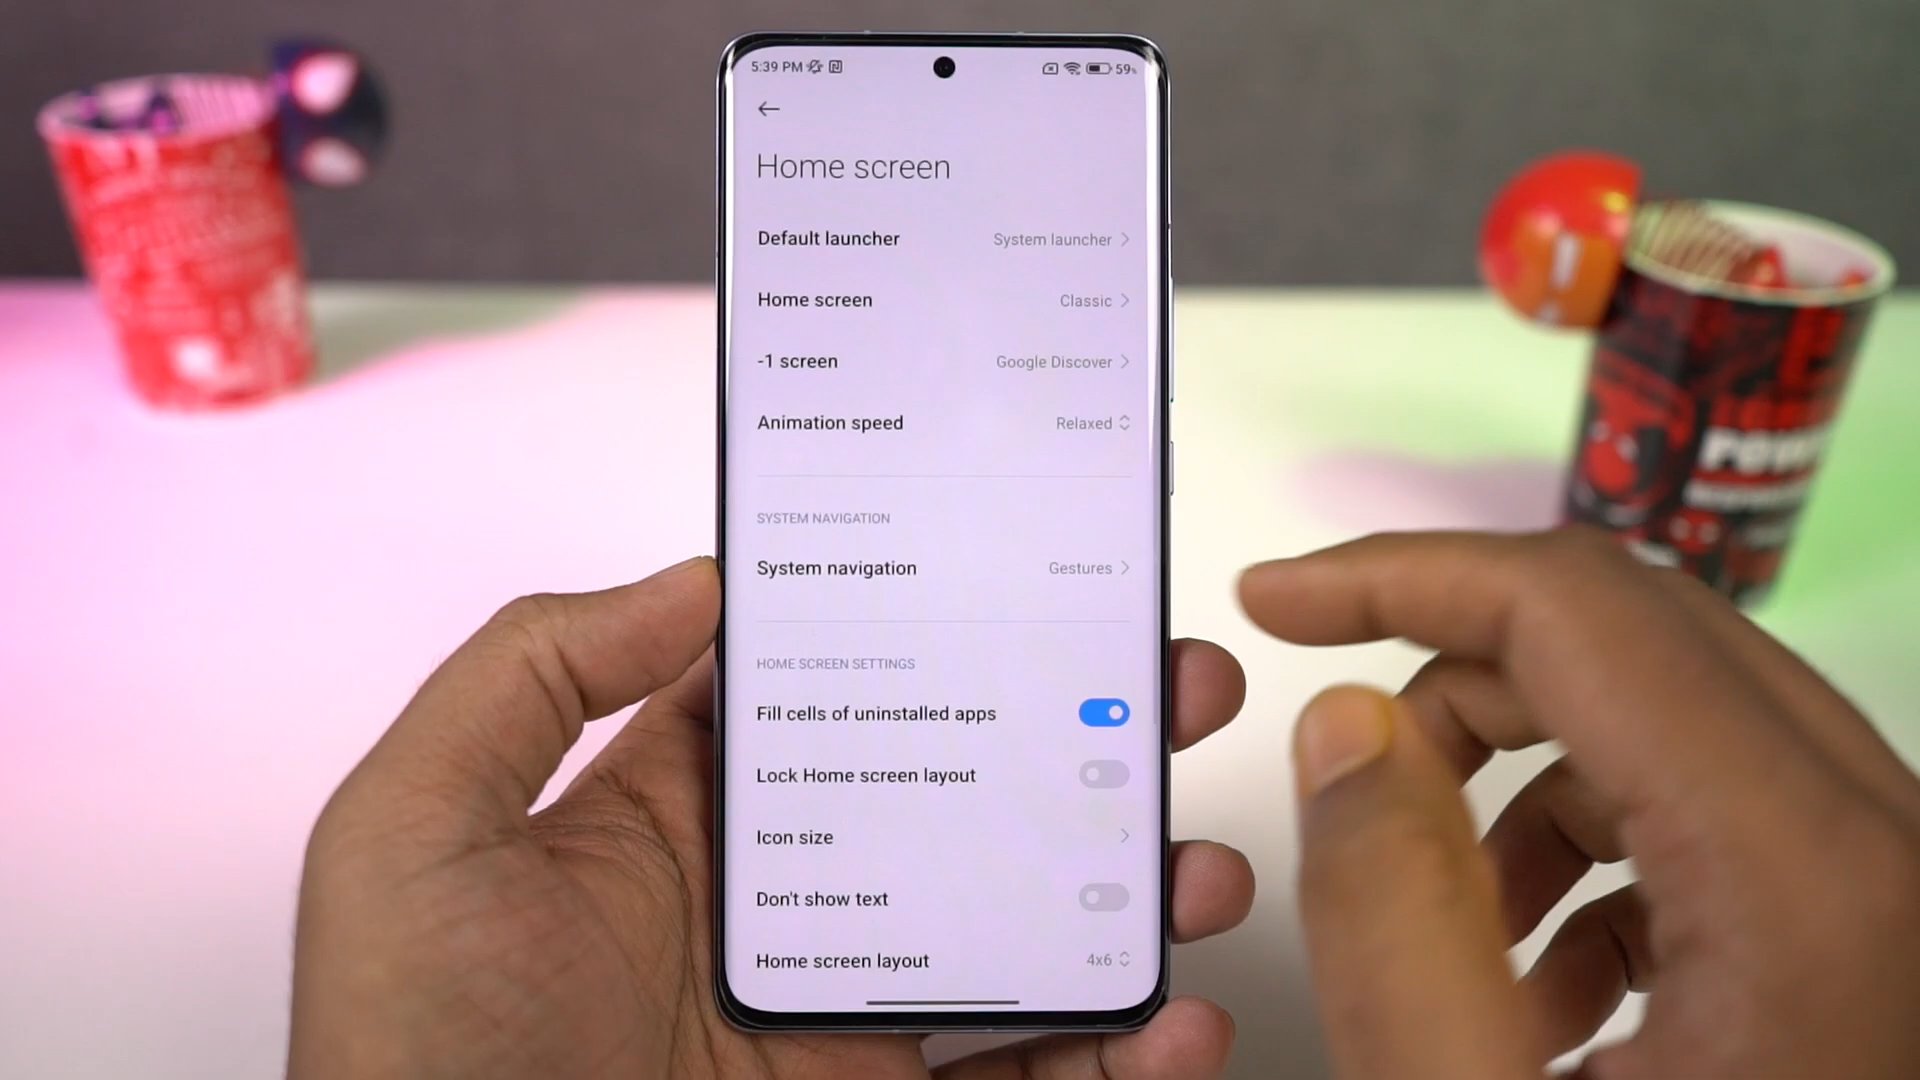 5:39 PM
59%
Home screen
Default launcher System launcher
Home screen Classic
-1 screen Google Discover
Animation speed Relaxed
SYSTEM NAVIGATION
System navigation Gestures
HOME SCREEN SETTINGS
Fill cells of uninstalled apps
Lock Home screen layout
Icon size
Don't show text
Home screen layout 4x6